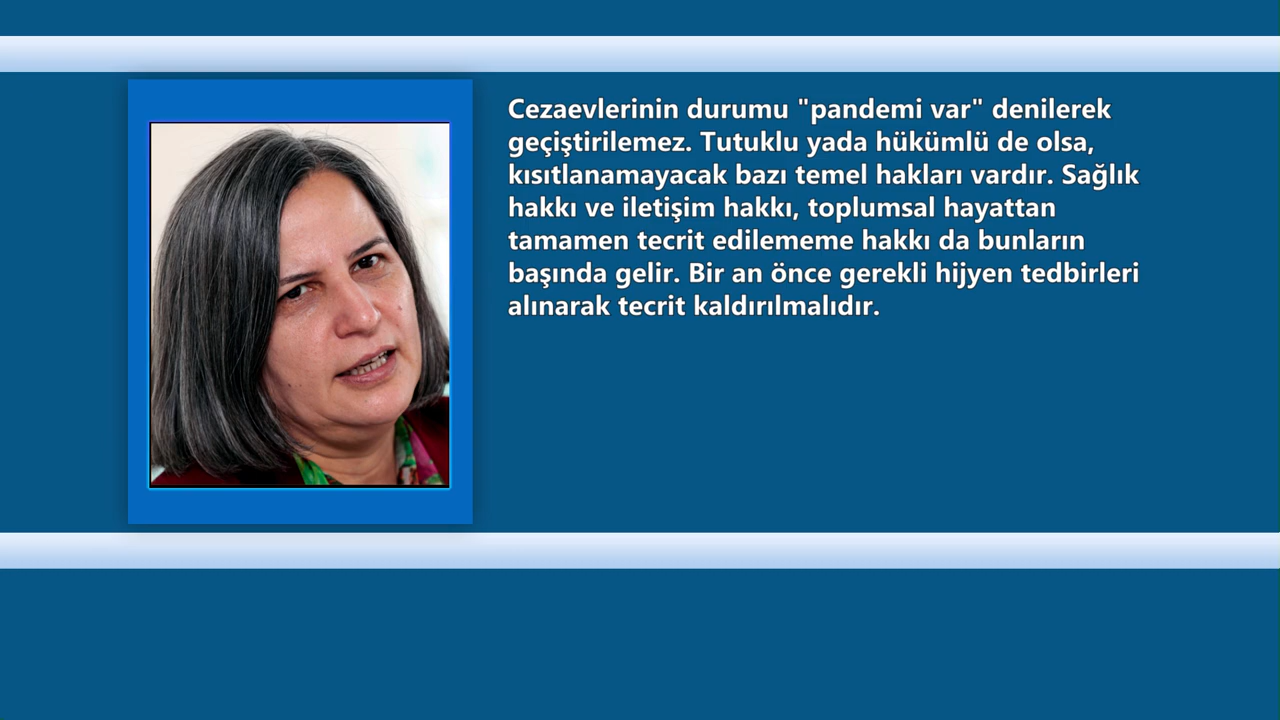 Cezaevlerinin durumu "pandemi var" denilerek
geçiştirilemez. Tutuklu yada hükümlü de olsa,
kısıtlanamayacak bazı temel hakları vardır. Sağlık
hakkı ve iletişim hakkı, toplumsal hayattan
tamamen tecrit edilememe hakkı da bunların
başında gelir. Bir an önce gerekli hijyen tedbirleri
alınarak tecrit kaldırılmalıdır.